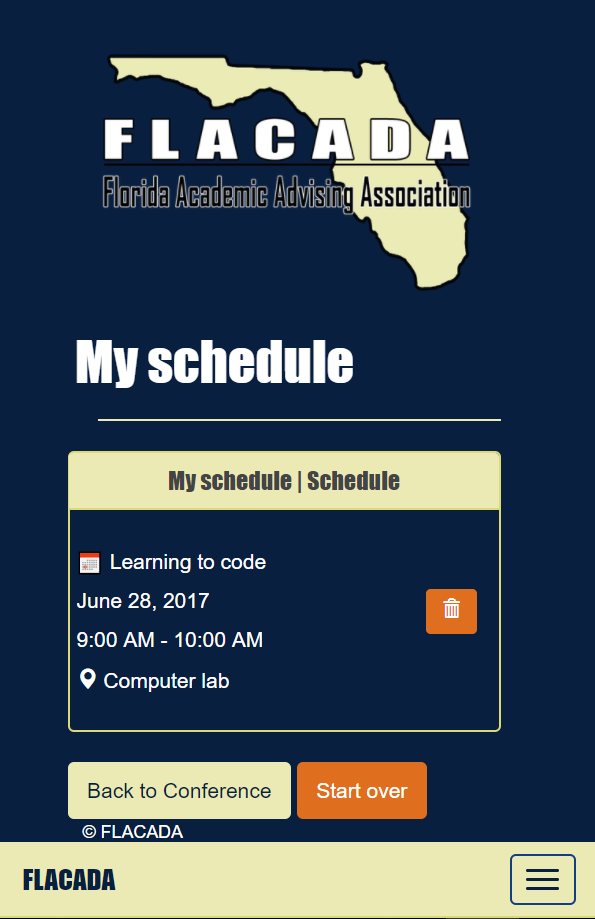 FLACADA
Florida Academic Advising Association
My schedule
My schedule | Schedule
Learning to code
June 28, 2017
9:00 AM - 10:00 AM
Computer lab
Back to Conference
Start over
© FLACADA
FLACADA